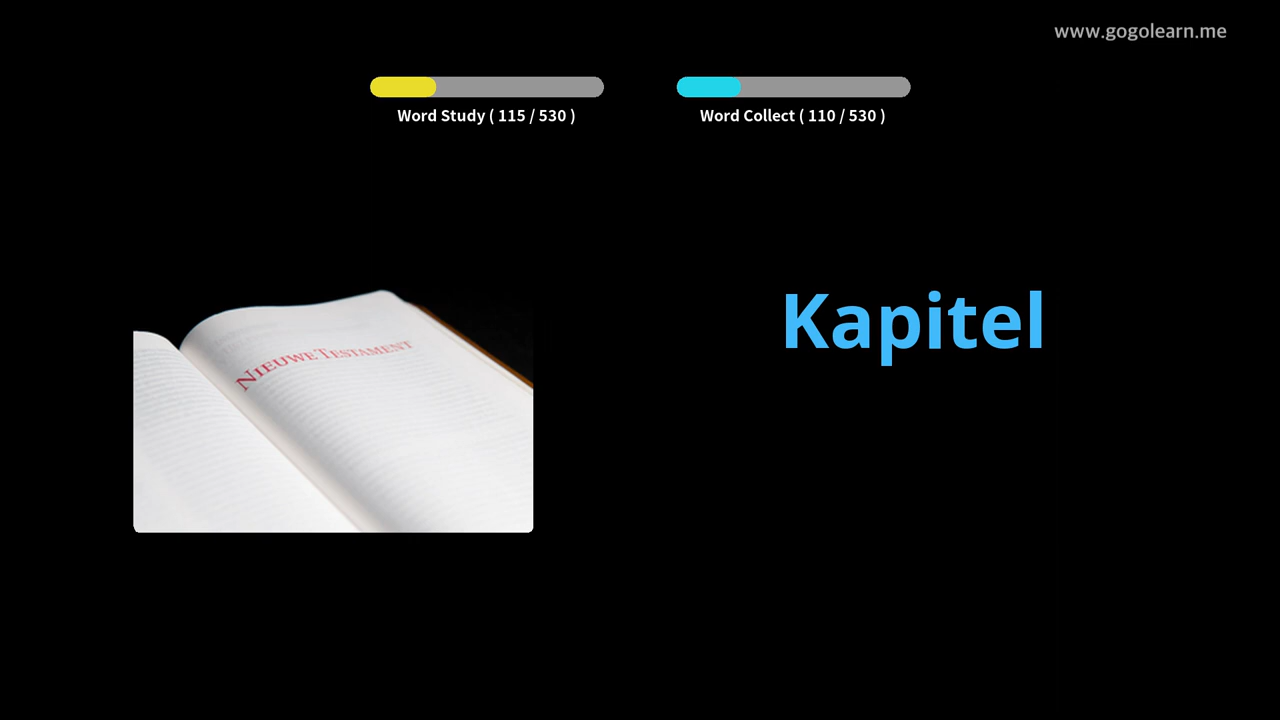 www.gogolearn.me
Word Study ( 115 / 530 )
Word Collect ( 110 / 530 )
Kapitel
NIEUWE TESTAMENT